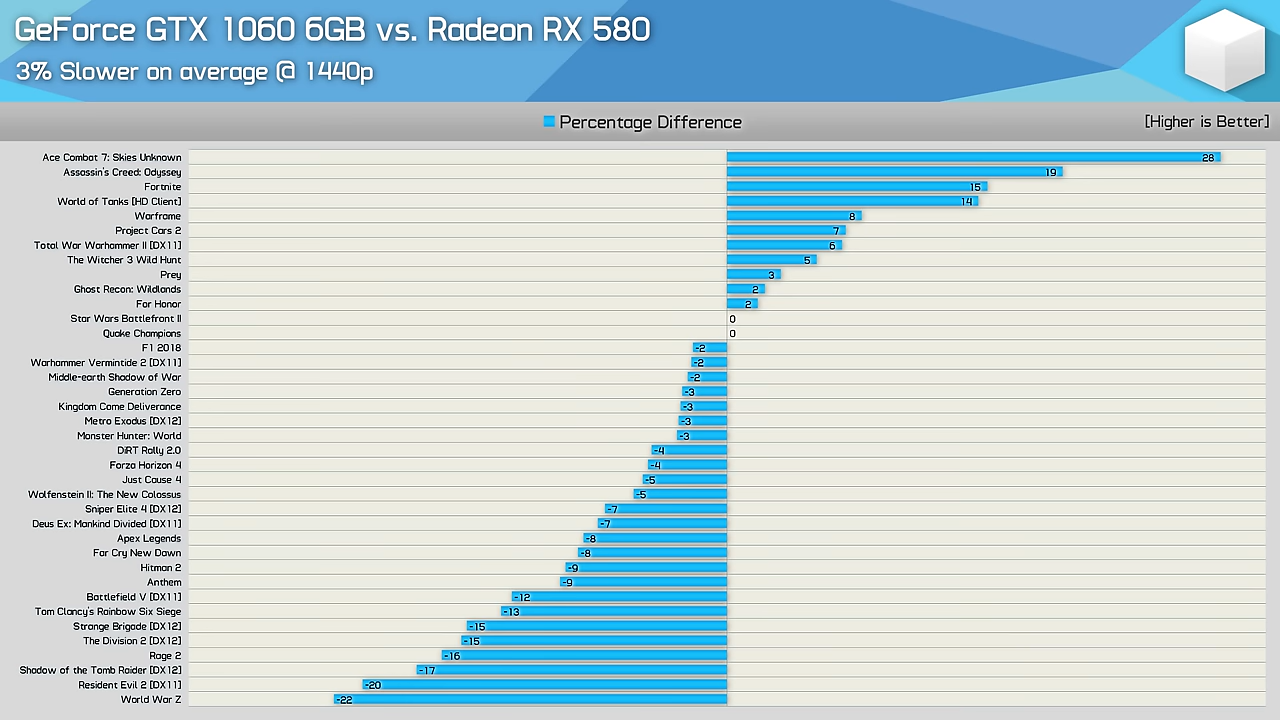 GeForce GTX 1060 6GB vs. Radeon RX 580
3% Slower on average @ 1440p
Percentage Difference
[Higher is Better]
Ace Combat 7: Skies Unknown 28
Assassin's Creed: Odyssey 19
Fortnite 15
World of Tanks [HD Client] 14
Warframe 8
Project Cars 2 7
Total War Warhammer II [DX11] 6
The Witcher 3 Wild Hunt 5
Prey 3
Ghost Recon: Wildlands 2
For Honor 2
Star Wars Battlefront II 0
Quake Champions 0
F1 2018 -2
Warhammer Vermintide 2 [DX11] -2
Middle-earth Shadow of War -2
Generation Zero -3
Kingdom Come Deliverance -3
Metro Exodus [DX12] -3
Monster Hunter: World -3
DiRT Rally 2.0 -4
Forza Horizon 4 -4
Just Cause 4 -5
Wolfenstein II: The New Colossus -5
Sniper Elite 4 [DX12] -7
Deus Ex: Mankind Divided [DX11] -7
Apex Legends -8
Far Cry New Dawn -8
Hitman 2 -9
Anthem -9
Battlefield V [DX11] -12
Tom Clancy's Rainbow Six Siege -13
Strange Brigade [DX12] -15
The Division 2 [DX12] -15
Rage 2 -16
Shadow of the Tomb Raider [DX12] -17
Resident Evil 2 [DX11] -20
World War Z -22